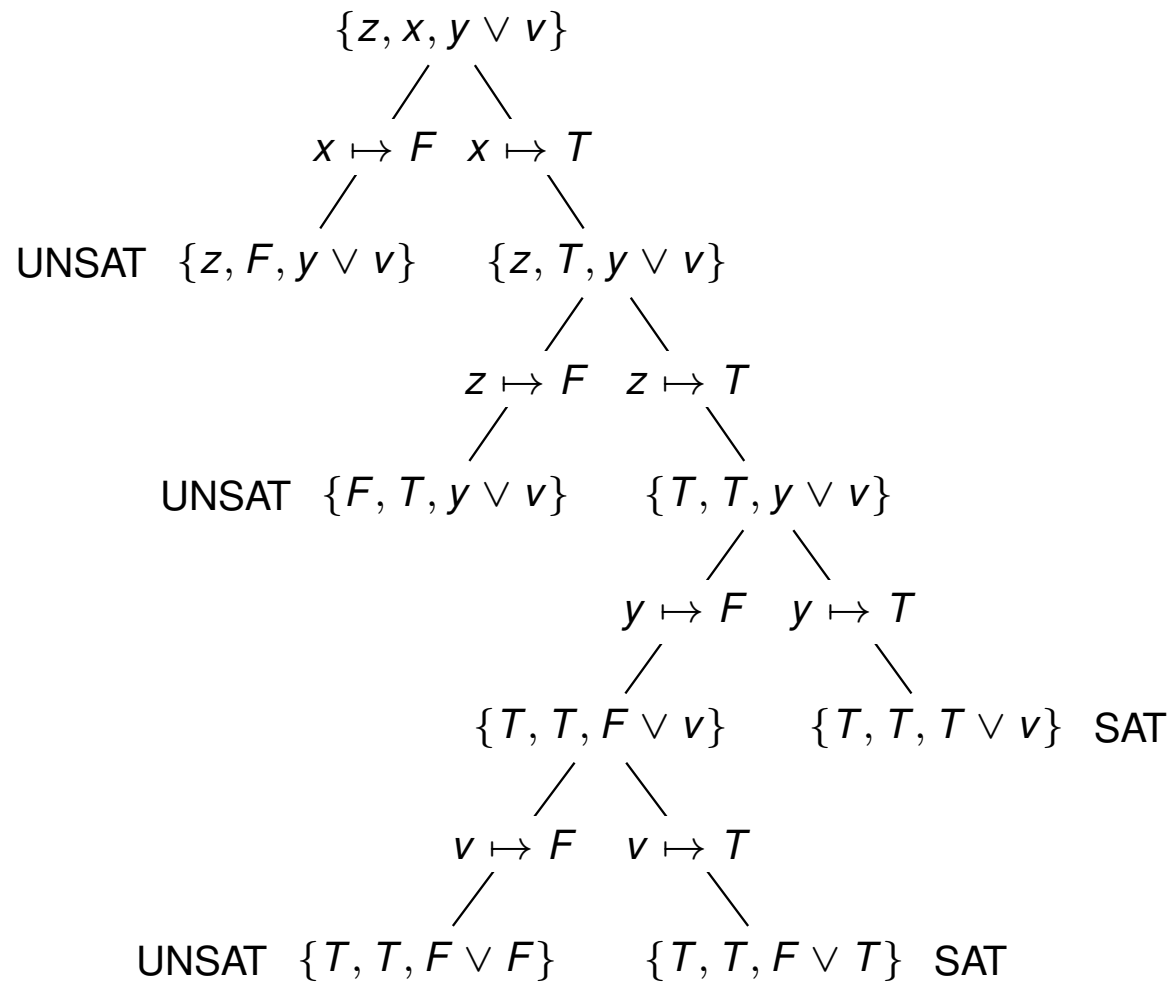 {z, x, y ∨ v}
x ↦ F x ↦ T
UNSAT {z, F, y ∨ v} {z, T, y ∨ v}
z ↦ F z ↦ T
UNSAT {F, T, y ∨ v} {T, T, y ∨ v}
y ↦ F y ↦ T
{T, T, F ∨ v} {T, T, T ∨ v} SAT
v ↦ F v ↦ T
UNSAT {T, T, F ∨ F} {T, T, F ∨ T} SAT